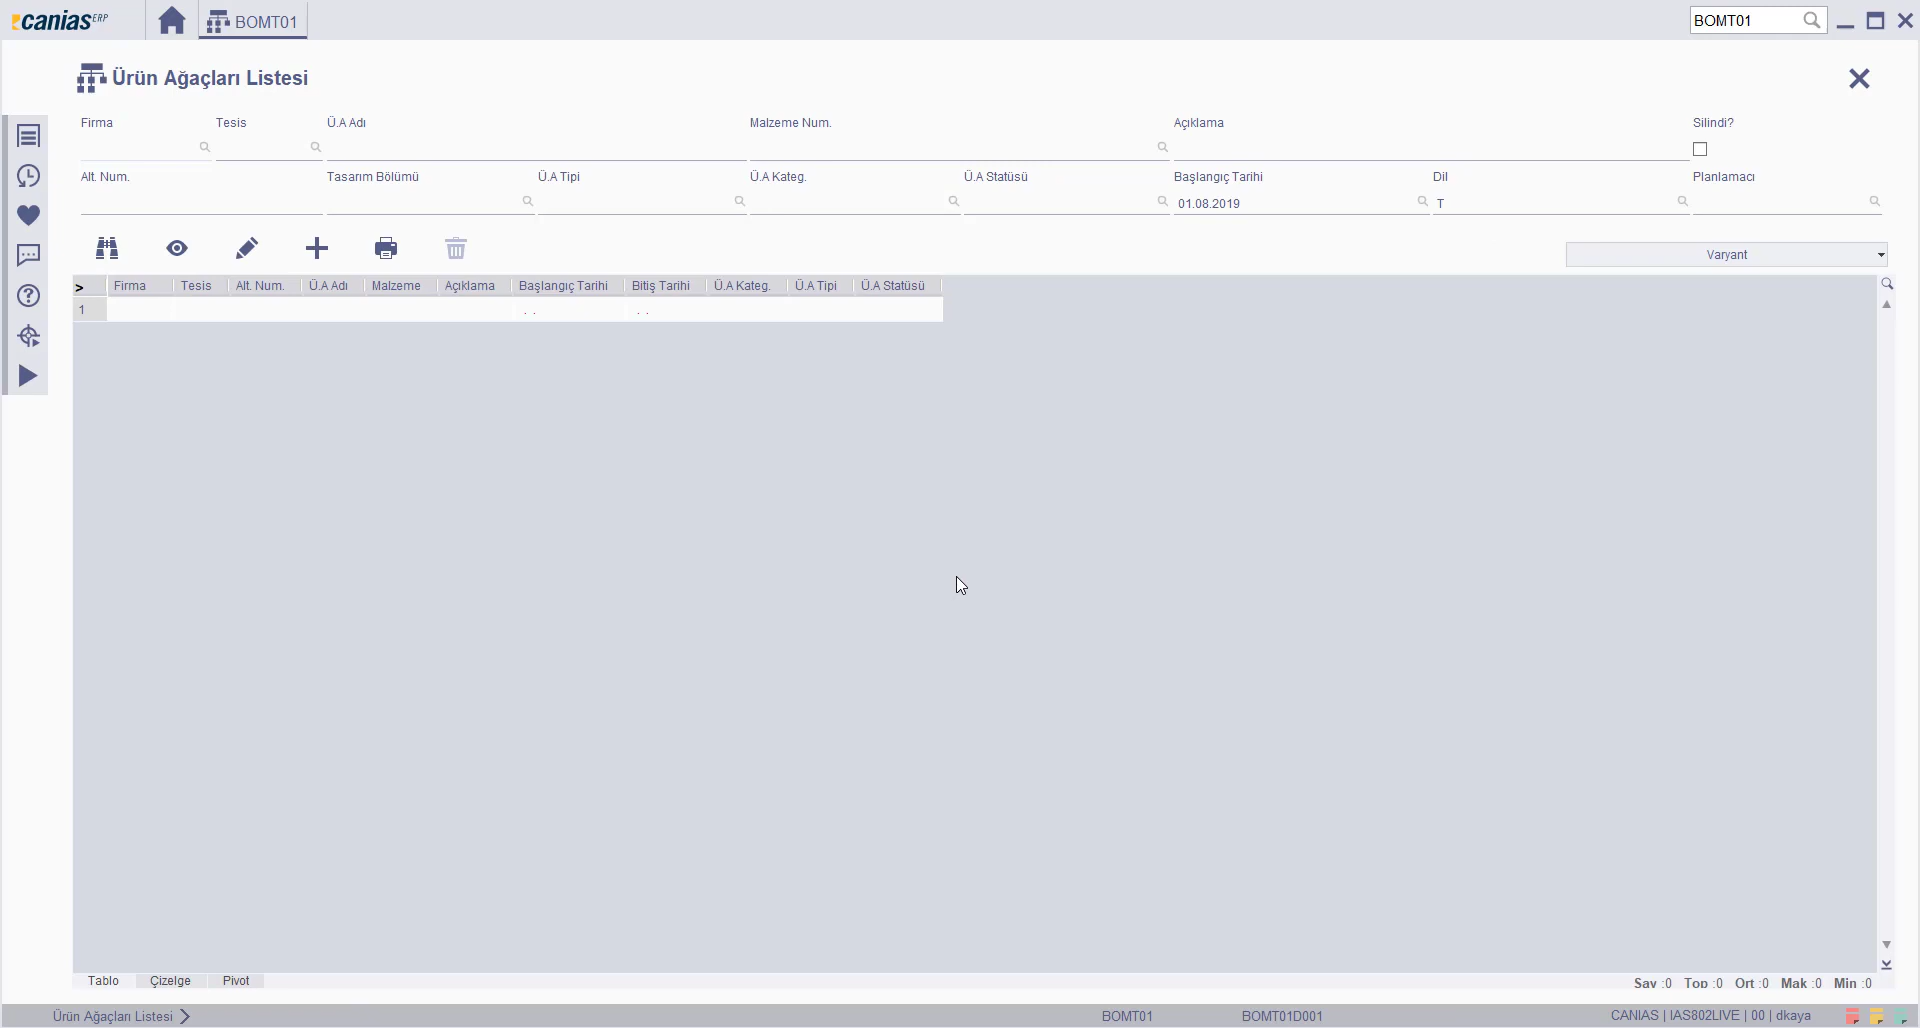 caniasERP BOMT01 BOMT01
Ürün Ağaçları Listesi
Firma Tesis Ü.A Adı Malzeme Num. Açıklama Silindi?
Alt. Num. Tasarım Bölümü Ü.A Tipi Ü.A Kateg. Ü.A Statüsü Başlangıç Tarihi Dil Planlamacı
01.08.2019 T
Varyant
> Firma Tesis Alt. Num. Ü.A Adı Malzeme Açıklama Başlangıç Tarihi Bitiş Tarihi Ü.A Kateg. Ü.A Tipi Ü.A Statüsü
1 . . . .
Tablo Çizelge Pivot Say :0 Top :0 Ort :0 Mak :0 Min :0
Ürün Ağaçları Listesi BOMT01 BOMT01D001 CANIAS | IAS802LIVE | 00 | dkaya